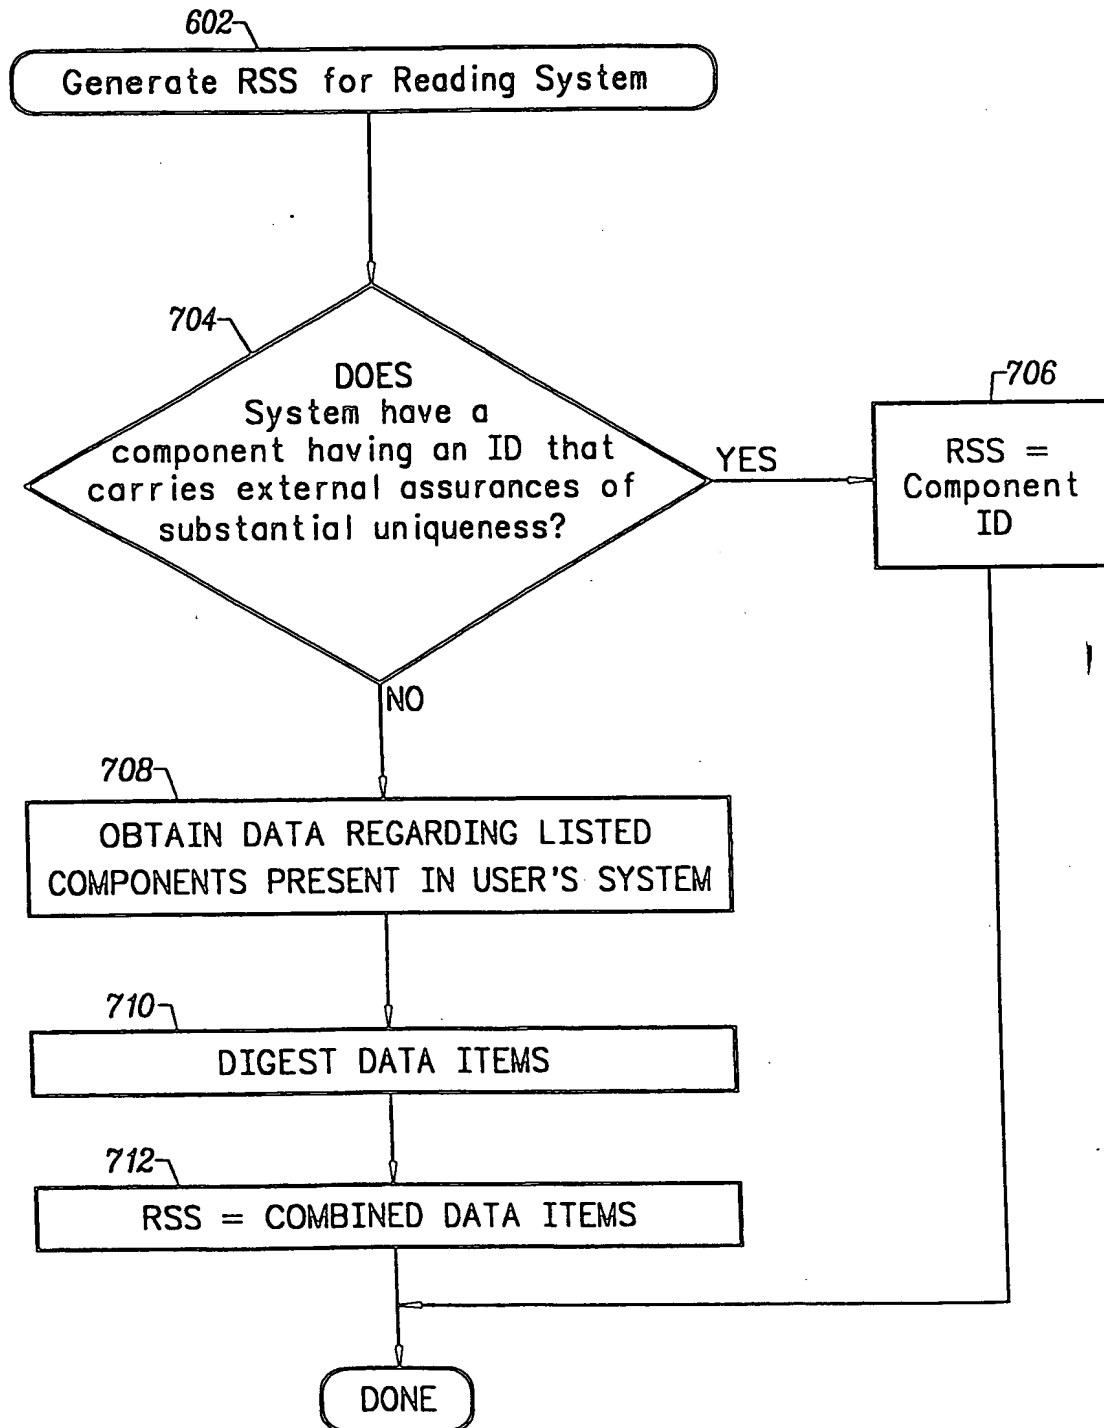 602
Generate RSS for Reading System
704
DOES
System have a
component having an ID that
carries external assurances of
substantial uniqueness?
YES
706
RSS =
Component
ID
NO
708
OBTAIN DATA REGARDING LISTED
COMPONENTS PRESENT IN USER'S SYSTEM
710
DIGEST DATA ITEMS
712
RSS = COMBINED DATA ITEMS
DONE